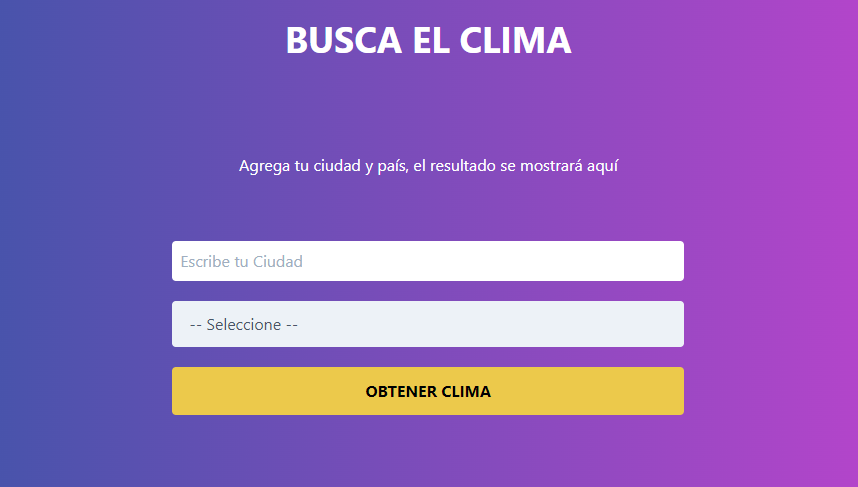 BUSCA EL CLIMA
Agrega tu ciudad y país, el resultado se mostrará aquí
Escribe tu Ciudad
-- Seleccione --
OBTENER CLIMA